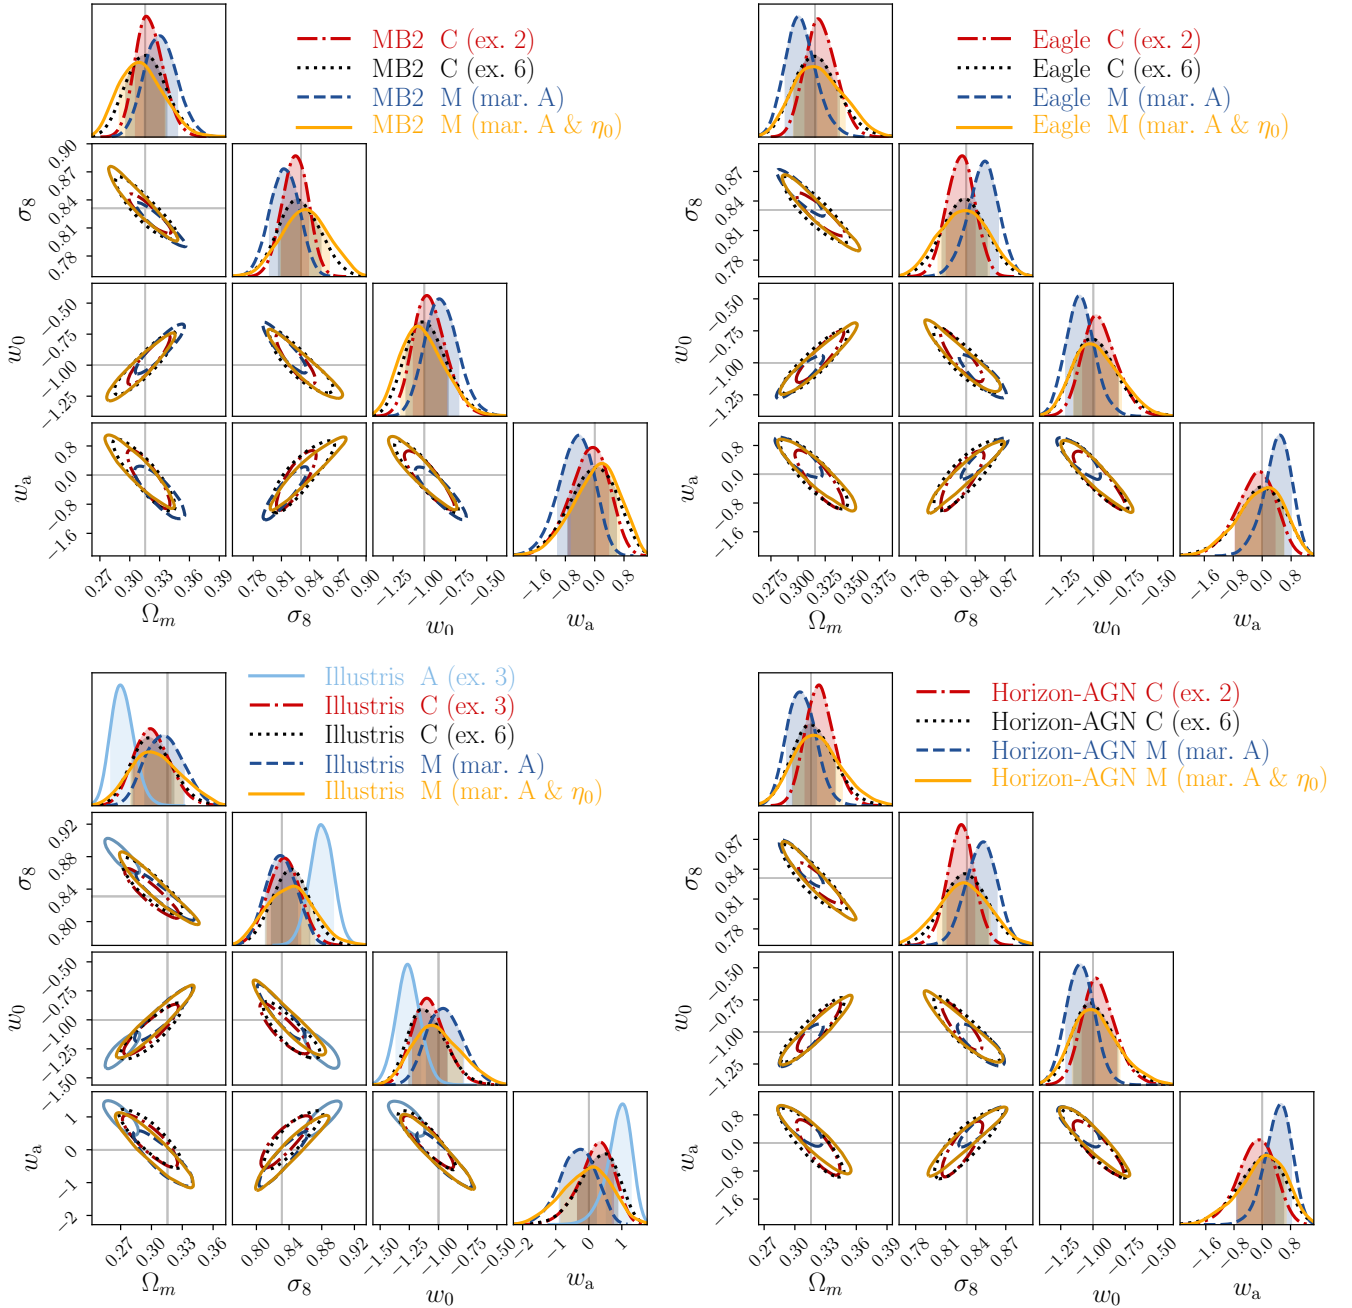 MB2 C (ex. 2)
MB2 C (ex. 6)
MB2 M (mar. A)
MB2 M (mar. A & η₀)
σ₈
0.90
0.87
0.84
0.81
0.78
w₀
−0.50
−0.75
−1.00
−1.25
wₐ
0.8
0.0
−0.8
−1.6
0.27 0.30 0.33 0.36 0.39
0.78 0.81 0.84 0.87 0.90
−1.25 −1.00 −0.75 −0.50
−1.6 −0.8 0.0 0.8
Ωₘ σ₈ w₀ wₐ
Eagle C (ex. 2)
Eagle C (ex. 6)
Eagle M (mar. A)
Eagle M (mar. A & η₀)
σ₈
0.87
0.84
0.81
0.78
w₀
−0.50
−0.75
−1.00
−1.25
wₐ
0.8
0.0
−0.8
−1.6
0.275 0.300 0.325 0.350 0.375
0.78 0.81 0.84 0.87
−1.25 −1.00 −0.75 −0.50
−1.6 −0.8 0.0 0.8
Ωₘ σ₈ w₀ wₐ
Illustris A (ex. 3)
Illustris C (ex. 3)
Illustris C (ex. 6)
Illustris M (mar. A)
Illustris M (mar. A & η₀)
σ₈
0.92
0.88
0.84
0.80
w₀
−0.50
−0.75
−1.00
−1.25
−1.50
wₐ
1
0
−1
−2
0.27 0.30 0.33 0.36
0.80 0.84 0.88 0.92
−1.50 −1.25 −1.00 −0.75 −0.50
−2 −1 0 1
Ωₘ σ₈ w₀ wₐ
Horizon-AGN C (ex. 2)
Horizon-AGN C (ex. 6)
Horizon-AGN M (mar. A)
Horizon-AGN M (mar. A & η₀)
σ₈
0.87
0.84
0.81
0.78
w₀
−0.50
−0.75
−1.00
−1.25
wₐ
0.8
0.0
−0.8
−1.6
0.27 0.30 0.33 0.36 0.39
0.78 0.81 0.84 0.87
−1.25 −1.00 −0.75 −0.50
−1.6 −0.8 0.0 0.8
Ωₘ σ₈ w₀ wₐ